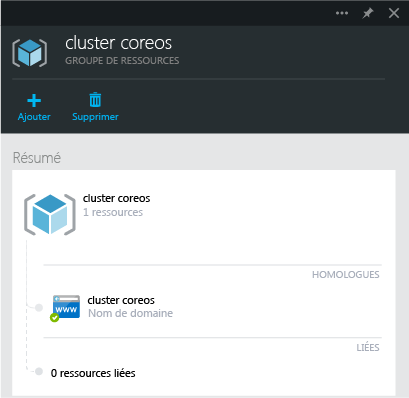 cluster coreos
GROUPE DE RESSOURCES
Ajouter Supprimer
Résumé
cluster coreos
1 ressources
HOMOLOGUES
www
cluster coreos
Nom de domaine
LIÉES
0 ressources liées